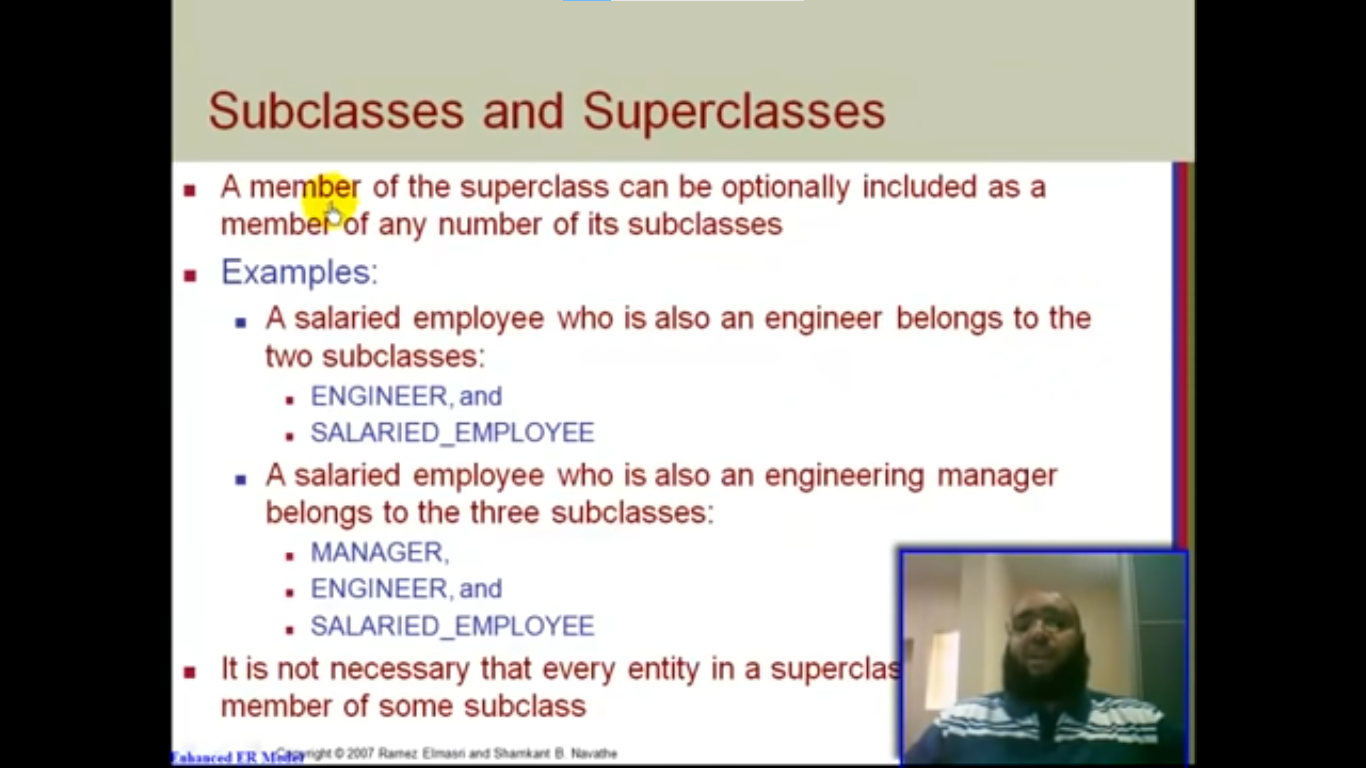 Subclasses and Superclasses
A member of the superclass can be optionally included as a
member of any number of its subclasses
Examples:
A salaried employee who is also an engineer belongs to the
two subclasses:
ENGINEER, and
SALARIED_EMPLOYEE
A salaried employee who is also an engineering manager
belongs to the three subclasses:
MANAGER,
ENGINEER, and
SALARIED_EMPLOYEE
It is not necessary that every entity in a superclas
member of some subclass
Enhanced ER Model
Copyright © 2007 Ramez Elmasri and Shamkant B. Navathe